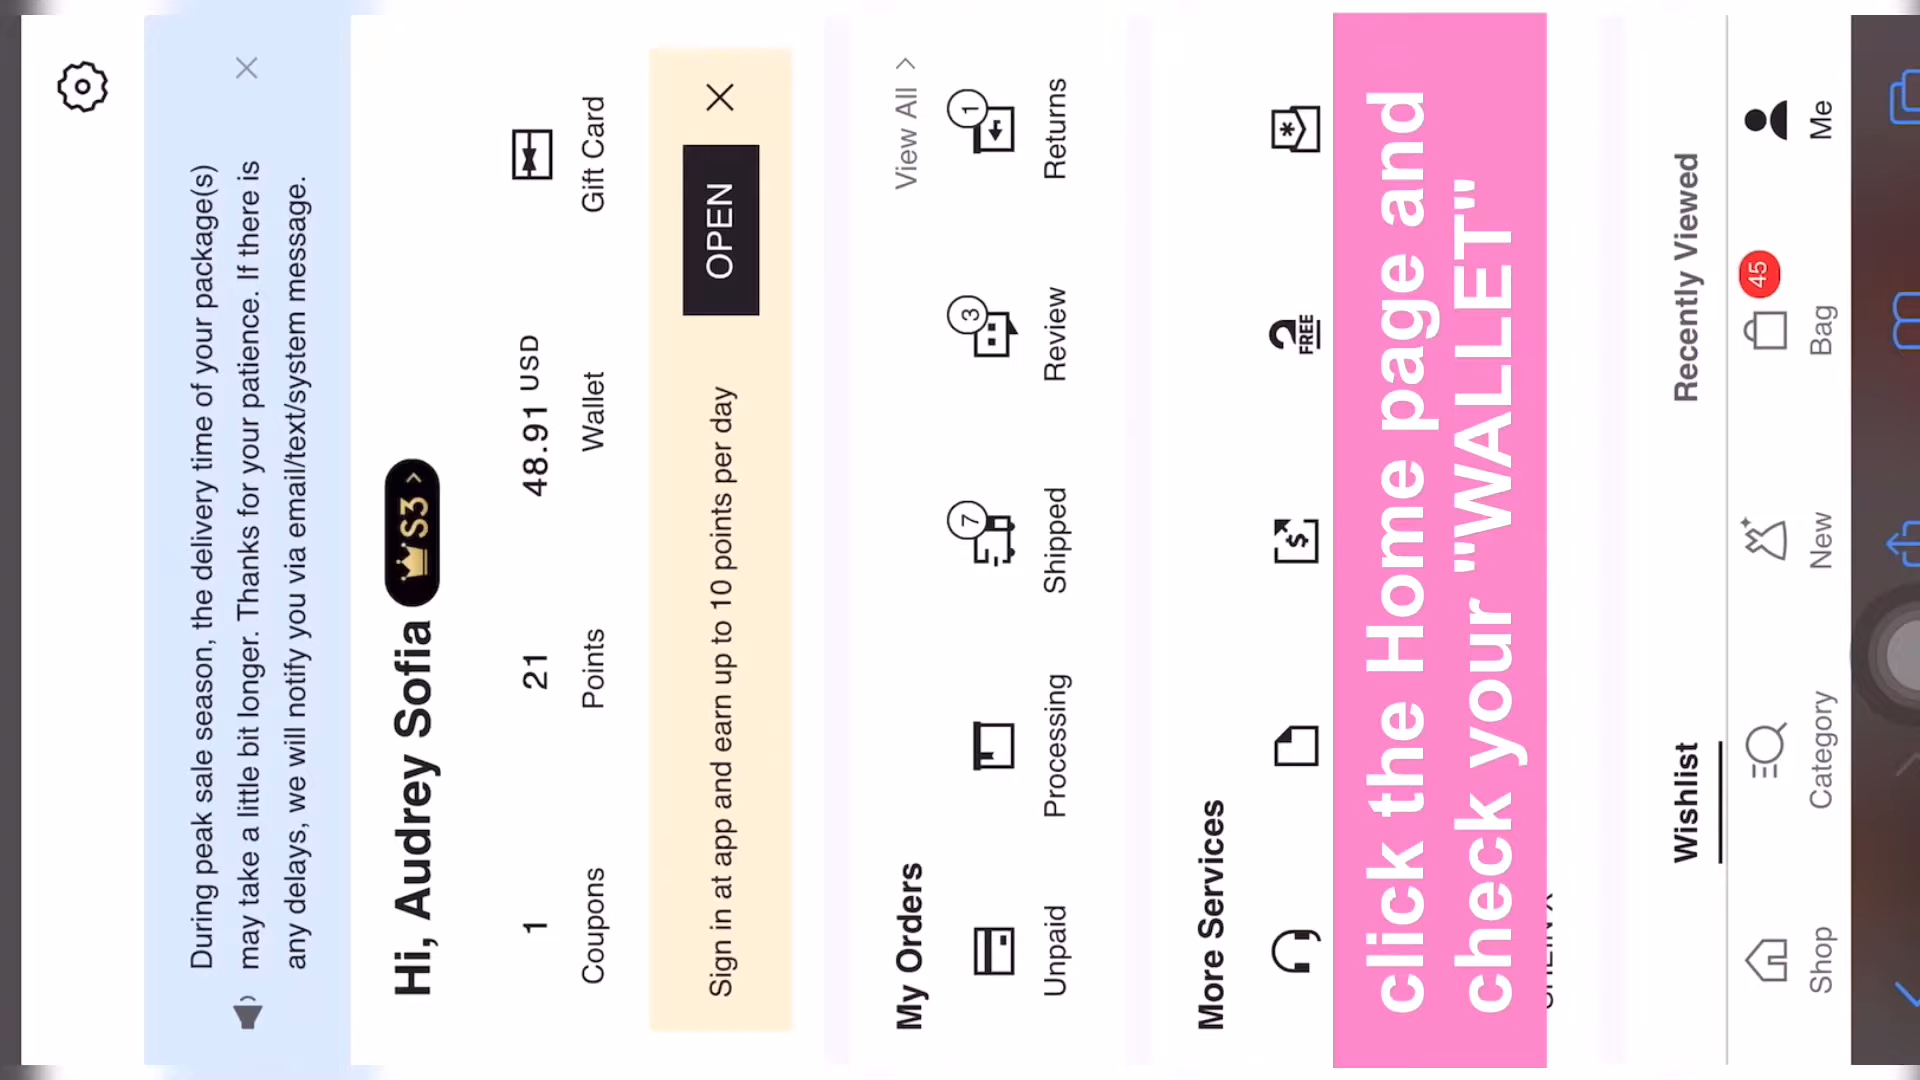 During peak sale season, the delivery time of your package(s)
may take a little bit longer. Thanks for your patience. If there is
any delays, we will notify you via email/text/system message.
Hi, Audrey Sofia S3 >
1 21 48.91 USD
Coupons Points Wallet Gift Card
Sign in at app and earn up to 10 points per day OPEN
My Orders View All >
7 3 1
Unpaid Processing Shipped Review Returns
More Services
$ FREE
click the Home page and
check your "WALLET"
Wishlist Recently Viewed
45
Shop Category New Bag Me